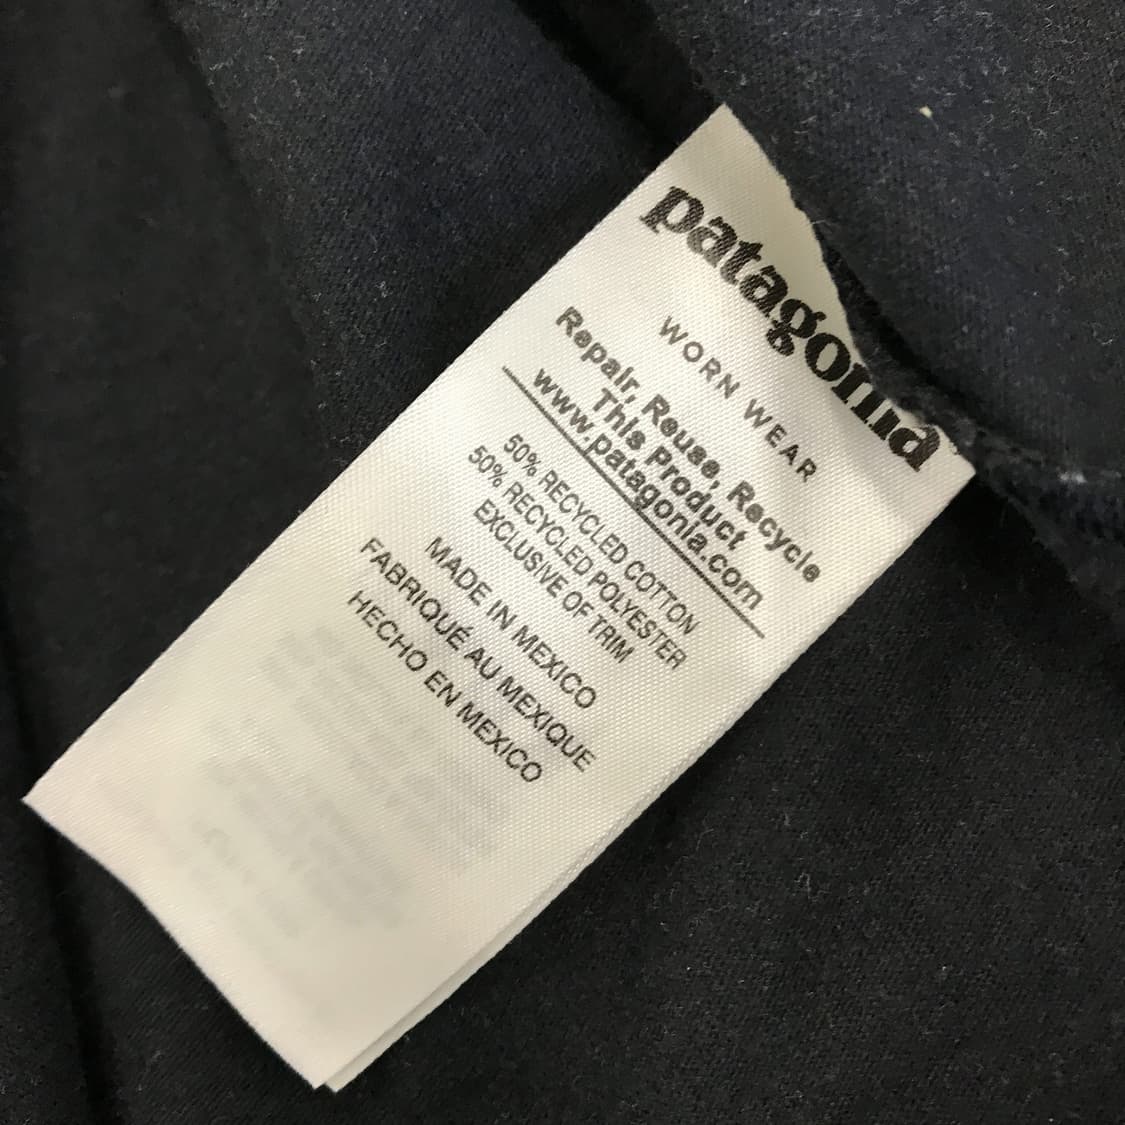 patagonia
WORN WEAR
Repair, Reuse, Recycle
This Product
www.patagonia.com
50% RECYCLED COTTON
50% RECYCLED POLYESTER
EXCLUSIVE OF TRIM
MADE IN MEXICO
FABRIQUÉ AU MEXIQUE
HECHO EN MEXICO